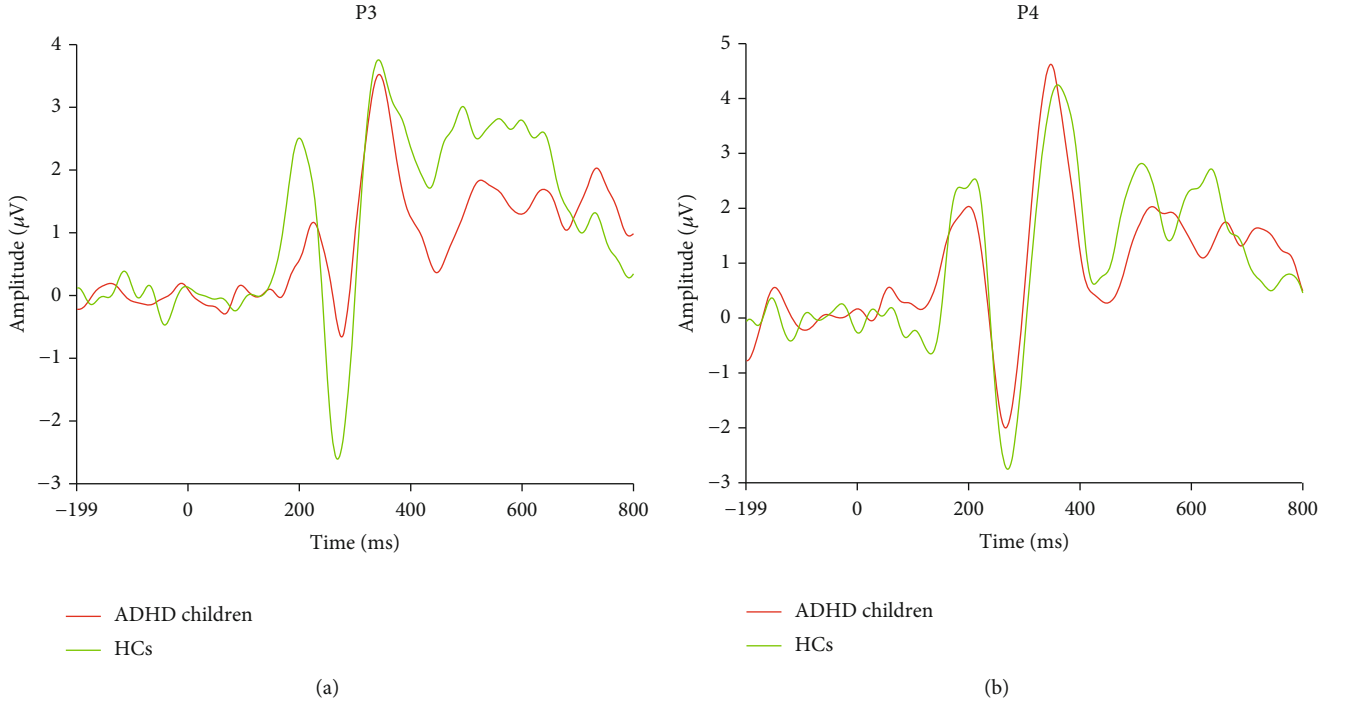 P3
4
3
2
1
0
−1
−2
−3
Amplitude (μV)
−199
0
200
400
600
800
Time (ms)
ADHD children
HCs
(a)
P4
5
4
3
2
1
0
−1
−2
−3
Amplitude (μV)
−199
0
200
400
600
800
Time (ms)
ADHD children
HCs
(b)